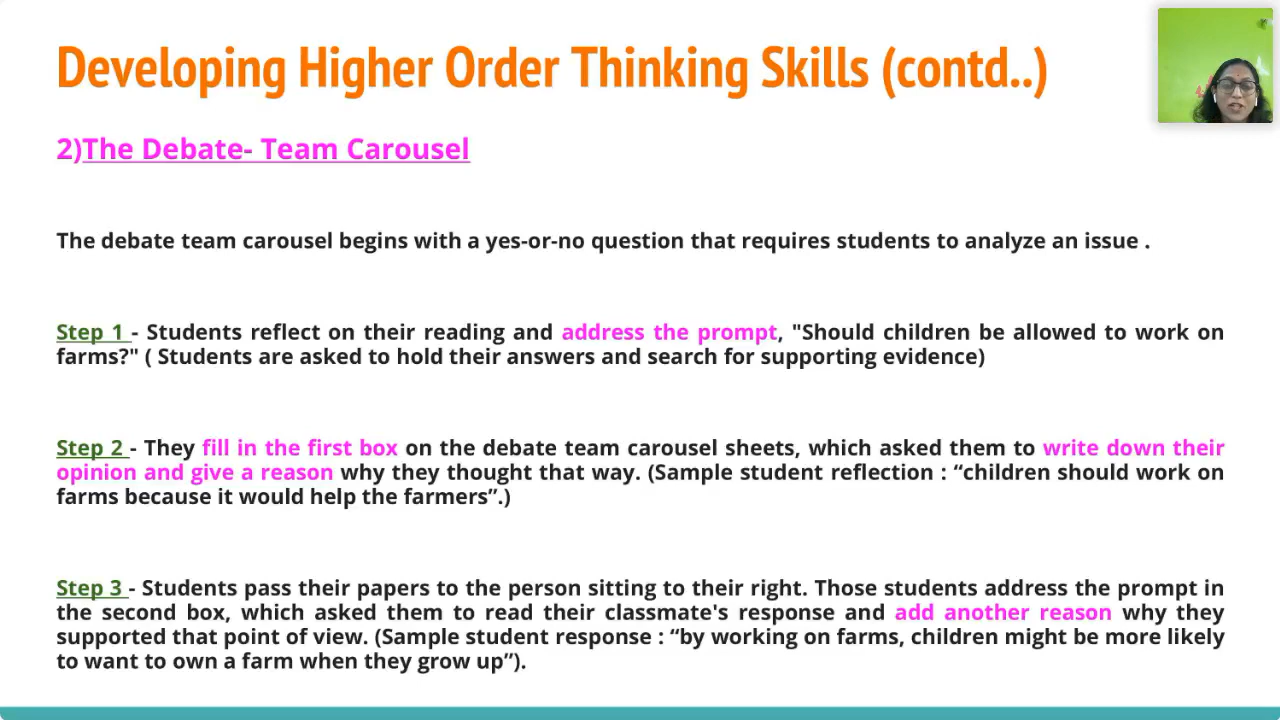 Developing Higher Order Thinking Skills (contd..)
2)The Debate- Team Carousel
The debate team carousel begins with a yes-or-no question that requires students to analyze an issue .
Step 1 - Students reflect on their reading and address the prompt, "Should children be allowed to work on
farms?" ( Students are asked to hold their answers and search for supporting evidence)
Step 2 - They fill in the first box on the debate team carousel sheets, which asked them to write down their
opinion and give a reason why they thought that way. (Sample student reflection : “children should work on
farms because it would help the farmers”.)
Step 3 - Students pass their papers to the person sitting to their right. Those students address the prompt in
the second box, which asked them to read their classmate's response and add another reason why they
supported that point of view. (Sample student response : “by working on farms, children might be more likely
to want to own a farm when they grow up”).